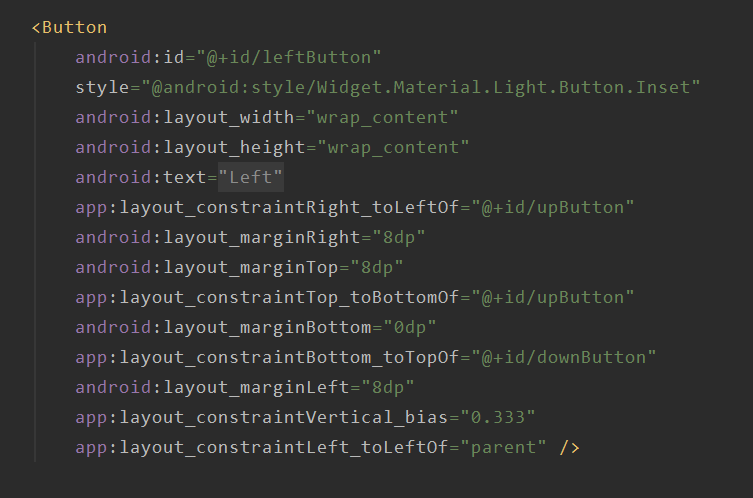 <Button
android:id="@+id/leftButton"
style="@android:style/Widget.Material.Light.Button.Inset"
android:layout_width="wrap_content"
android:layout_height="wrap_content"
android:text="Left"
app:layout_constraintRight_toLeftOf="@+id/upButton"
android:layout_marginRight="8dp"
android:layout_marginTop="8dp"
app:layout_constraintTop_toBottomOf="@+id/upButton"
android:layout_marginBottom="0dp"
app:layout_constraintBottom_toTopOf="@+id/downButton"
android:layout_marginLeft="8dp"
app:layout_constraintVertical_bias="0.333"
app:layout_constraintLeft_toLeftOf="parent" />